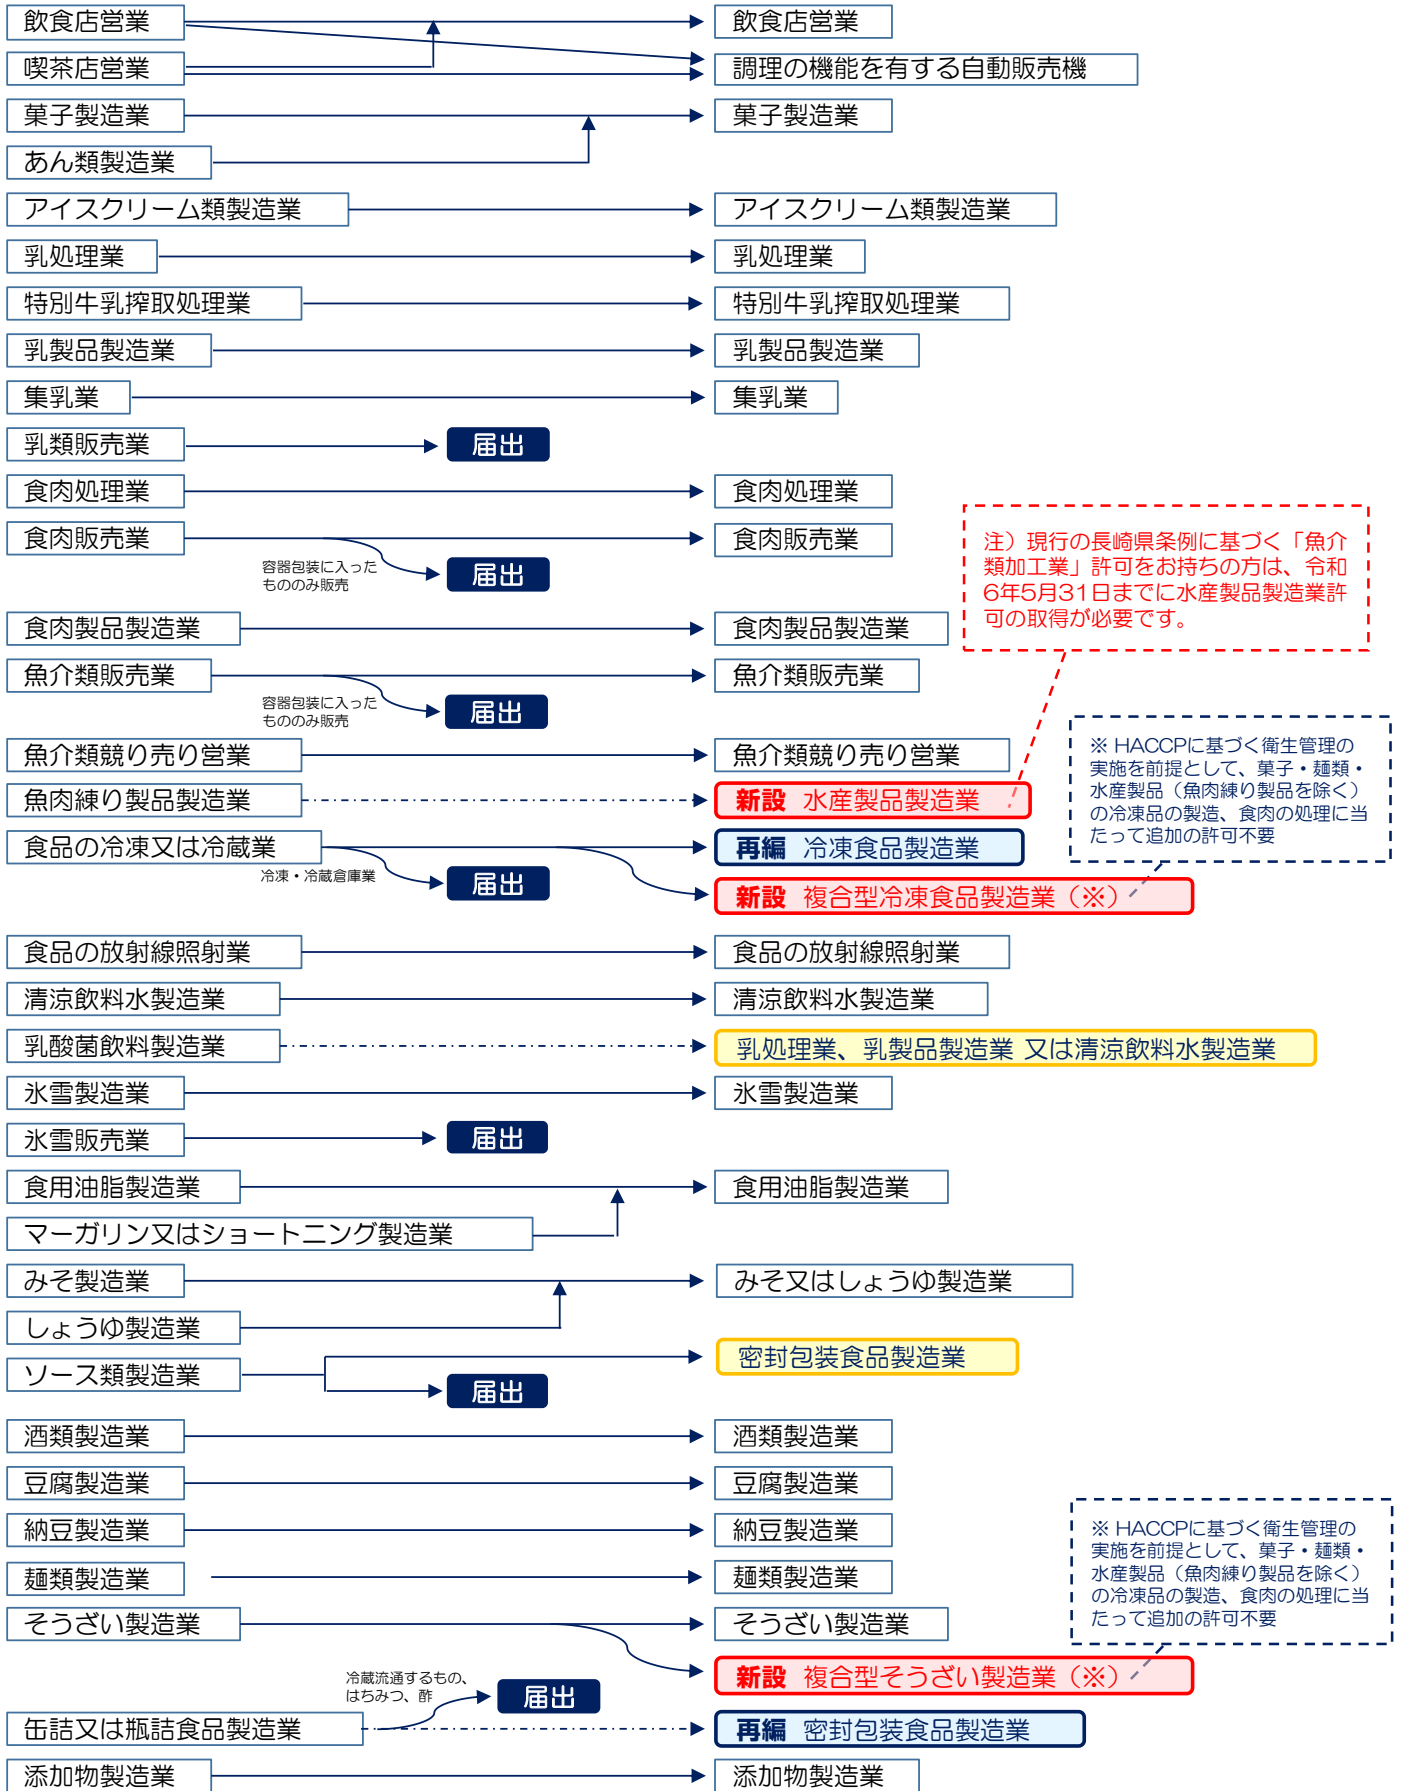 飲食店営業 飲食店営業
喫茶店営業 調理の機能を有する自動販売機
菓子製造業 菓子製造業
あん類製造業
アイスクリーム類製造業 アイスクリーム類製造業
乳処理業 乳処理業
特別牛乳搾取処理業 特別牛乳搾取処理業
乳製品製造業 乳製品製造業
集乳業 集乳業
乳類販売業 届出
食肉処理業 食肉処理業
食肉販売業 食肉販売業
容器包装に入った
もののみ販売
届出
注）現行の長崎県条例に基づく「魚介
類加工業」許可をお持ちの方は、令和
6年5月31日までに水産製品製造業許
可の取得が必要です。
食肉製品製造業 食肉製品製造業
魚介類販売業 魚介類販売業
容器包装に入った
もののみ販売
届出
魚介類競り売り営業 魚介類競り売り営業
魚肉練り製品製造業 新設 水産製品製造業
※ HACCPに基づく衛生管理の
実施を前提として、菓子・麺類・
水産製品（魚肉練り製品を除く）
の冷凍品の製造、食肉の処理に当
たって追加の許可不要
食品の冷凍又は冷蔵業 再編 冷凍食品製造業
冷凍・冷蔵倉庫業
届出
新設 複合型冷凍食品製造業（※）
食品の放射線照射業 食品の放射線照射業
清涼飲料水製造業 清涼飲料水製造業
乳酸菌飲料製造業 乳処理業、乳製品製造業 又は清涼飲料水製造業
氷雪製造業 氷雪製造業
氷雪販売業 届出
食用油脂製造業 食用油脂製造業
マーガリン又はショートニング製造業
みそ製造業 みそ又はしょうゆ製造業
しょうゆ製造業
ソース類製造業 密封包装食品製造業
届出
酒類製造業 酒類製造業
豆腐製造業 豆腐製造業
納豆製造業 納豆製造業
麺類製造業 麺類製造業
※ HACCPに基づく衛生管理の
実施を前提として、菓子・麺類・
水産製品（魚肉練り製品を除く）
の冷凍品の製造、食肉の処理に当
たって追加の許可不要
そうざい製造業 そうざい製造業
新設 複合型そうざい製造業（※）
冷蔵流通するもの、
はちみつ、酢
届出
缶詰又は瓶詰食品製造業 再編 密封包装食品製造業
添加物製造業 添加物製造業